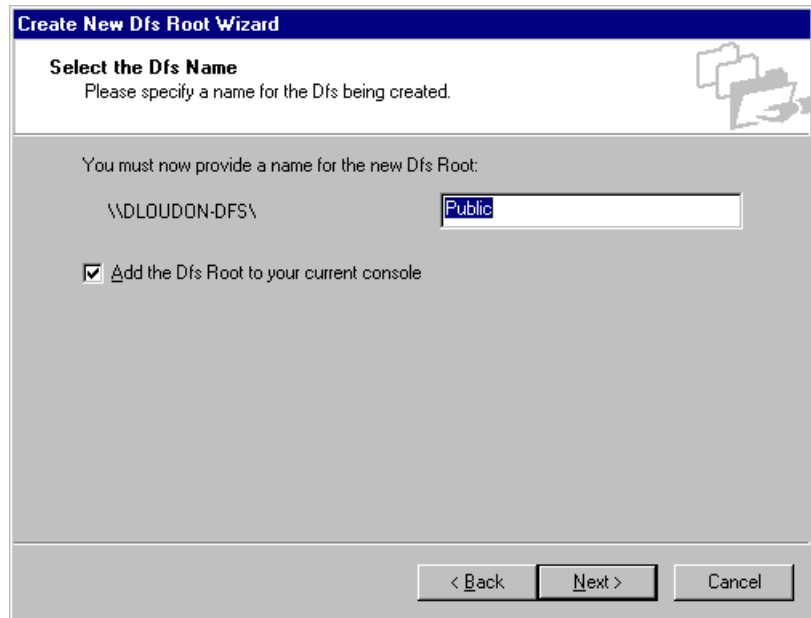 Create New Dfs Root Wizard
Select the Dfs Name
Please specify a name for the Dfs being created.
You must now provide a name for the new Dfs Root:
\\DLOUDON-DFS\ Public
Add the Dfs Root to your current console
< Back Next > Cancel